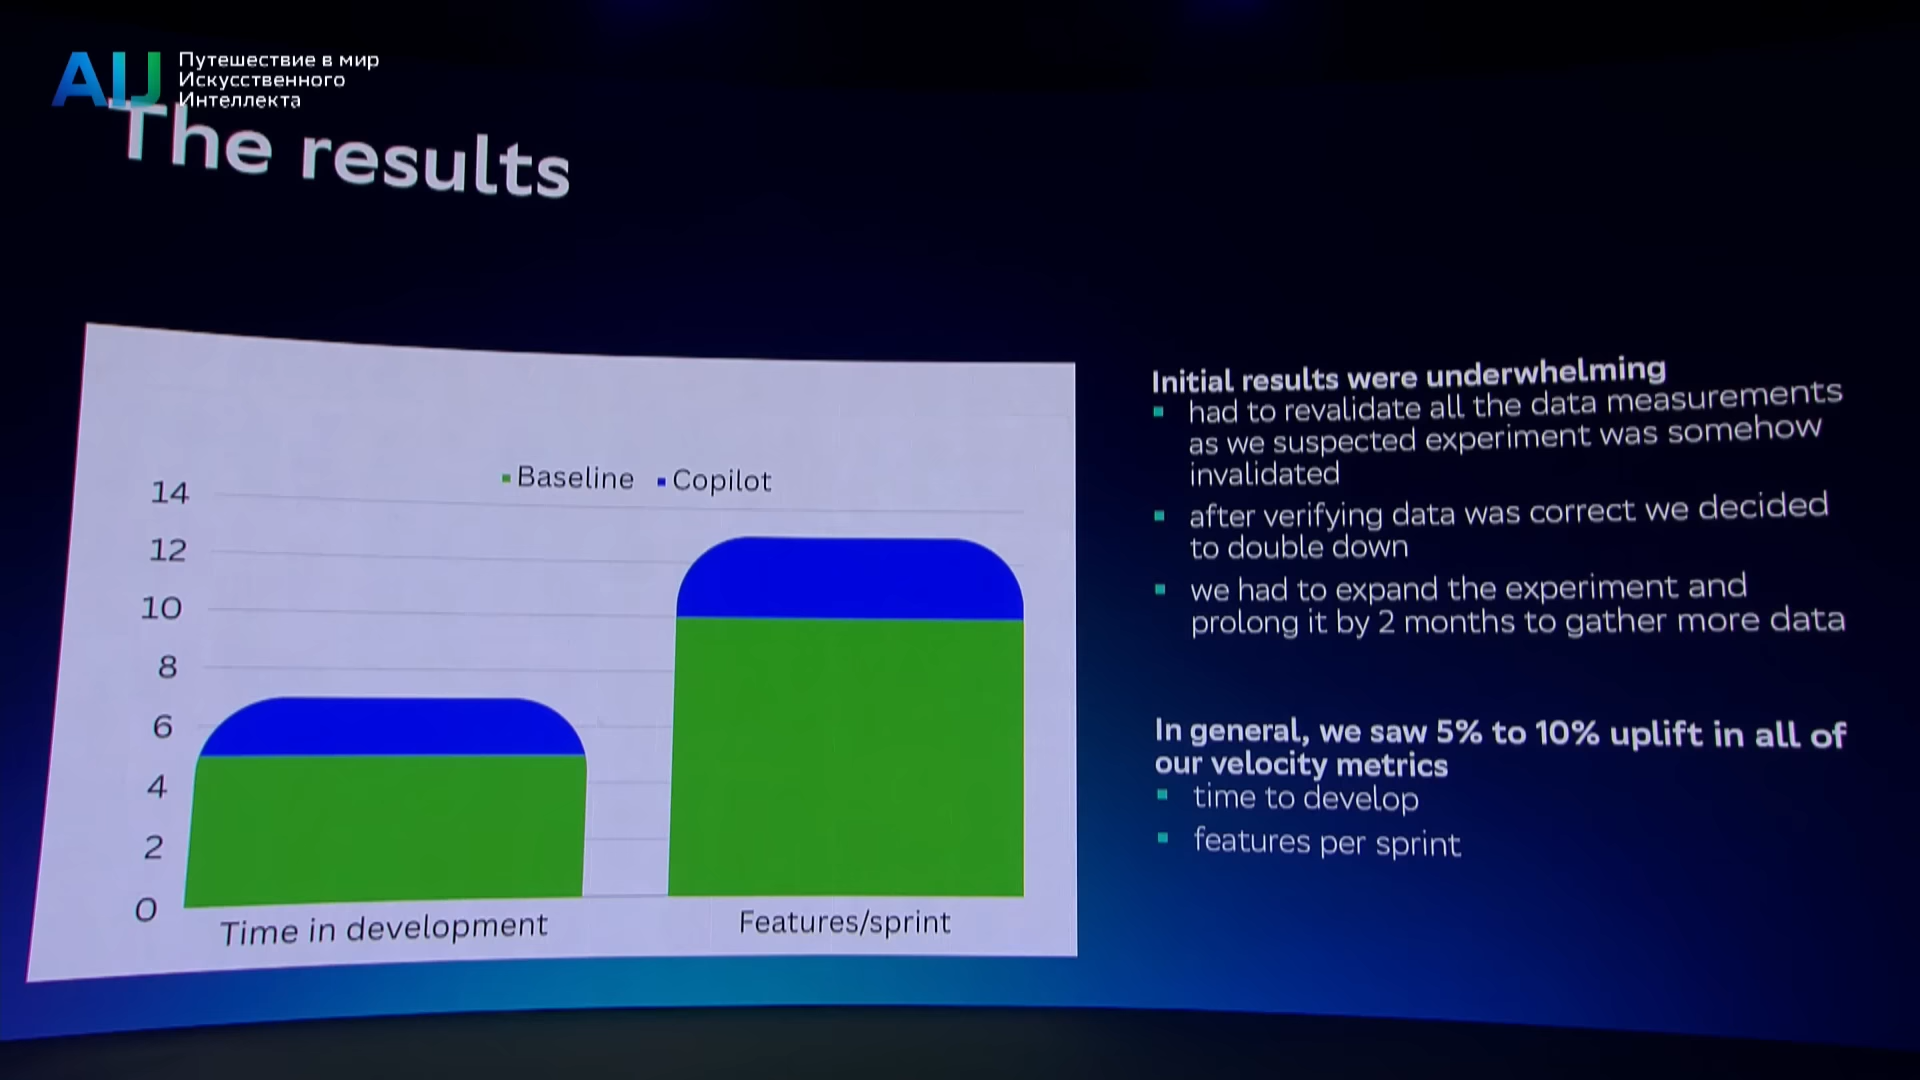 AIJ
Путешествие в мир
Искусственного
Интеллекта
The results
Baseline Copilot
14
12
10
8
6
4
2
0
Time in development Features/sprint
Initial results were underwhelming
had to revalidate all the data measurements
as we suspected experiment was somehow
invalidated
after verifying data was correct we decided
to double down
we had to expand the experiment and
prolong it by 2 months to gather more data
In general, we saw 5% to 10% uplift in all of
our velocity metrics
time to develop
features per sprint